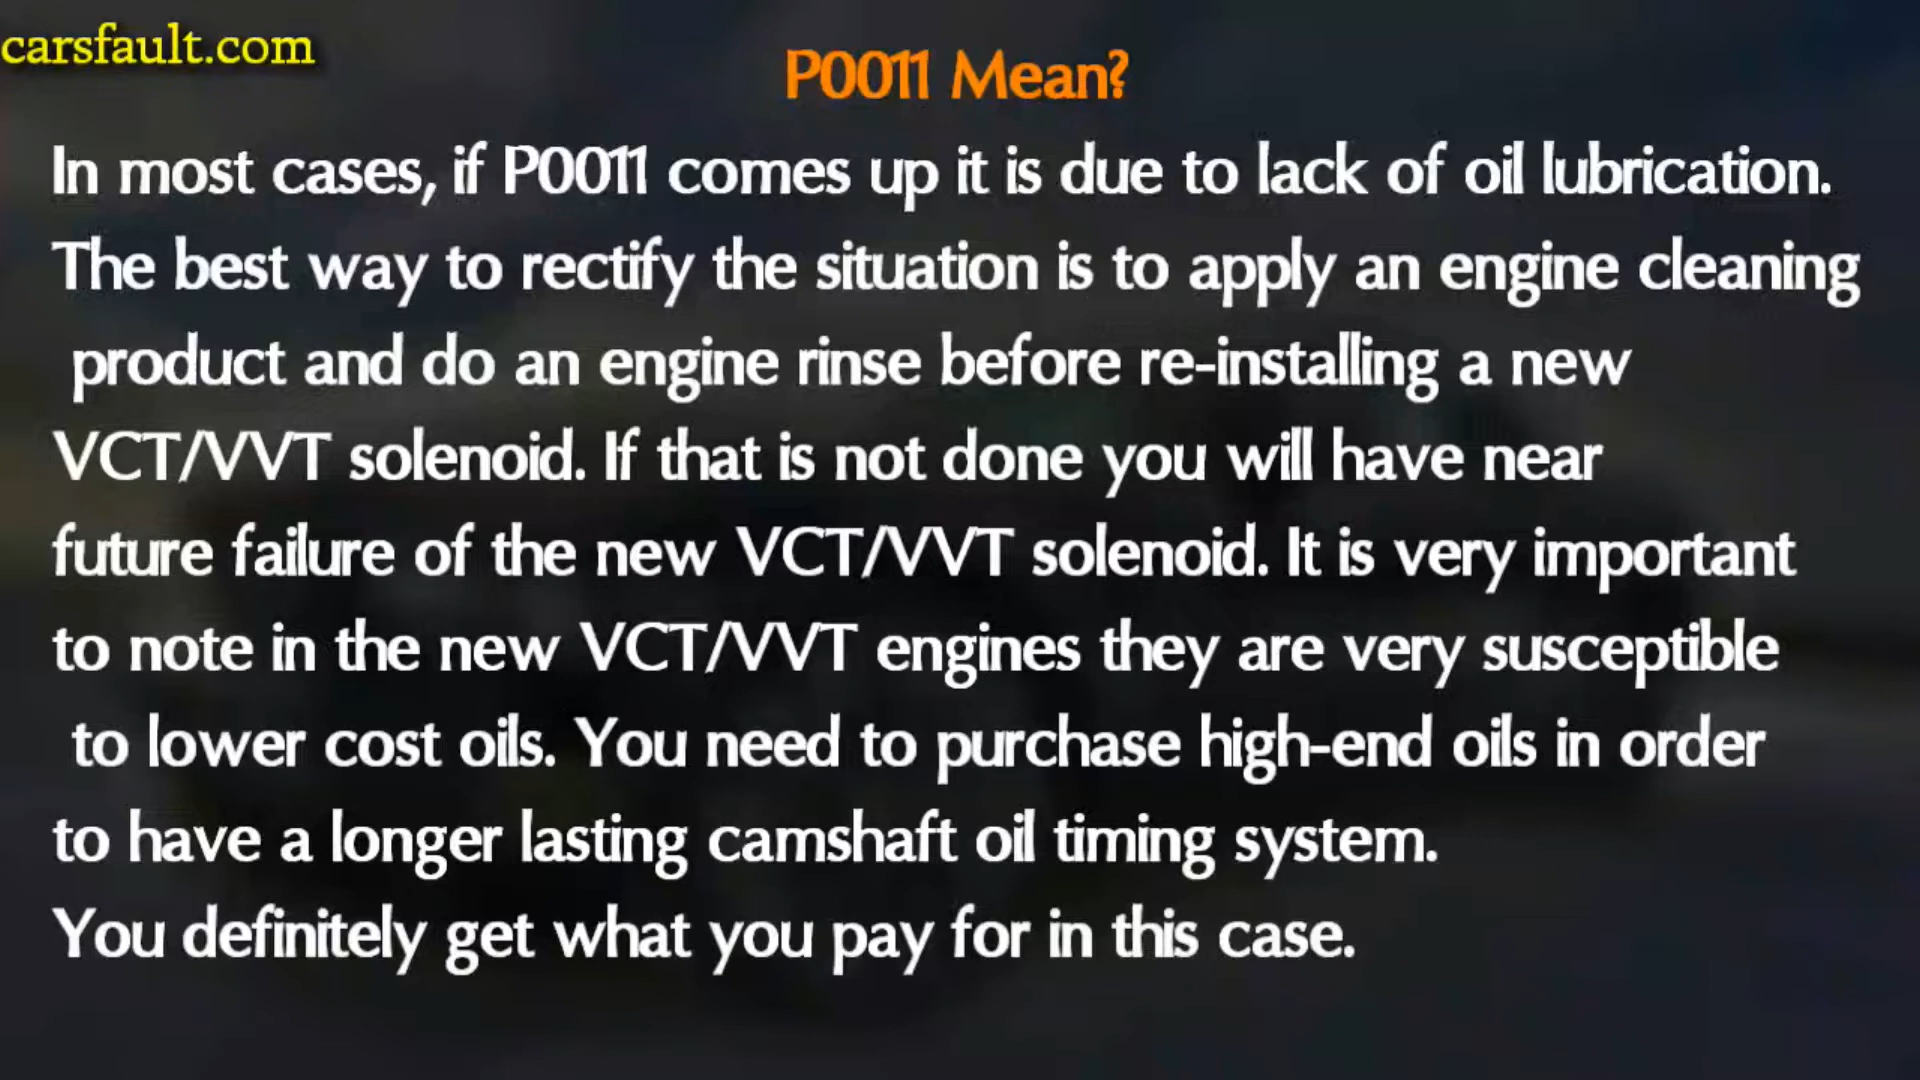 carsfault.com
P0011 Mean?
In most cases, if P0011 comes up it is due to lack of oil lubrication.
The best way to rectify the situation is to apply an engine cleaning
product and do an engine rinse before re-installing a new
VCT/VVT solenoid. If that is not done you will have near
future failure of the new VCT/VVT solenoid. It is very important
to note in the new VCT/VVT engines they are very susceptible
to lower cost oils. You need to purchase high-end oils in order
to have a longer lasting camshaft oil timing system.
You definitely get what you pay for in this case.